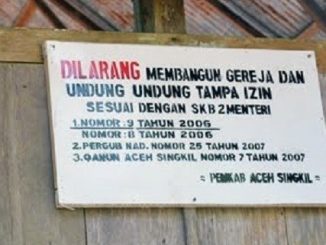 DILARANG MEMBANGUN GEREJA DAN
UNDUNG UNDUNG TAMPA IZIN
SESUAI DENGAN SKB 2 MENTERI
1. NOMOR : 9 TAHUN 2006
NOMOR : 8 TAHUN 2006
2. PERGUB NAD. NOMOR 25 TAHUN 2007
3. QANUN ACEH SINGKIL NOMOR 7 TAHUN 2007
= PEMKAB ACEH SINGKIL =